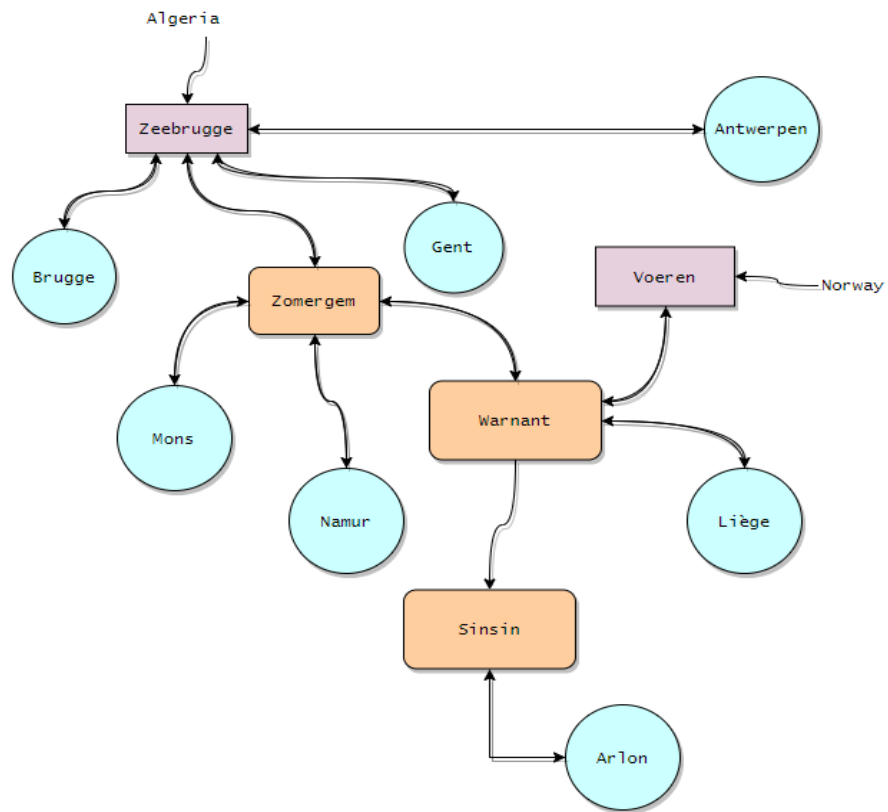 Algeria
Zeebrugge
Antwerpen
Brugge
Gent
Zomergem
Voeren
Norway
Mons
Warnant
Namur
Liège
Sinsin
Arlon